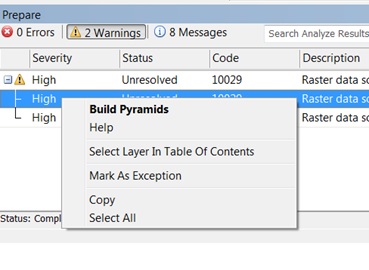 Prepare
0 Errors 2 Warnings 8 Messages Search Analyze Results
Severity Status Code Description
High Unresolved 10029 Raster data so
High Unresolved 10029 Raster data so
High Raster data so
Build Pyramids
Help
Select Layer In Table Of Contents
Mark As Exception
Copy
Select All
Status: Compl